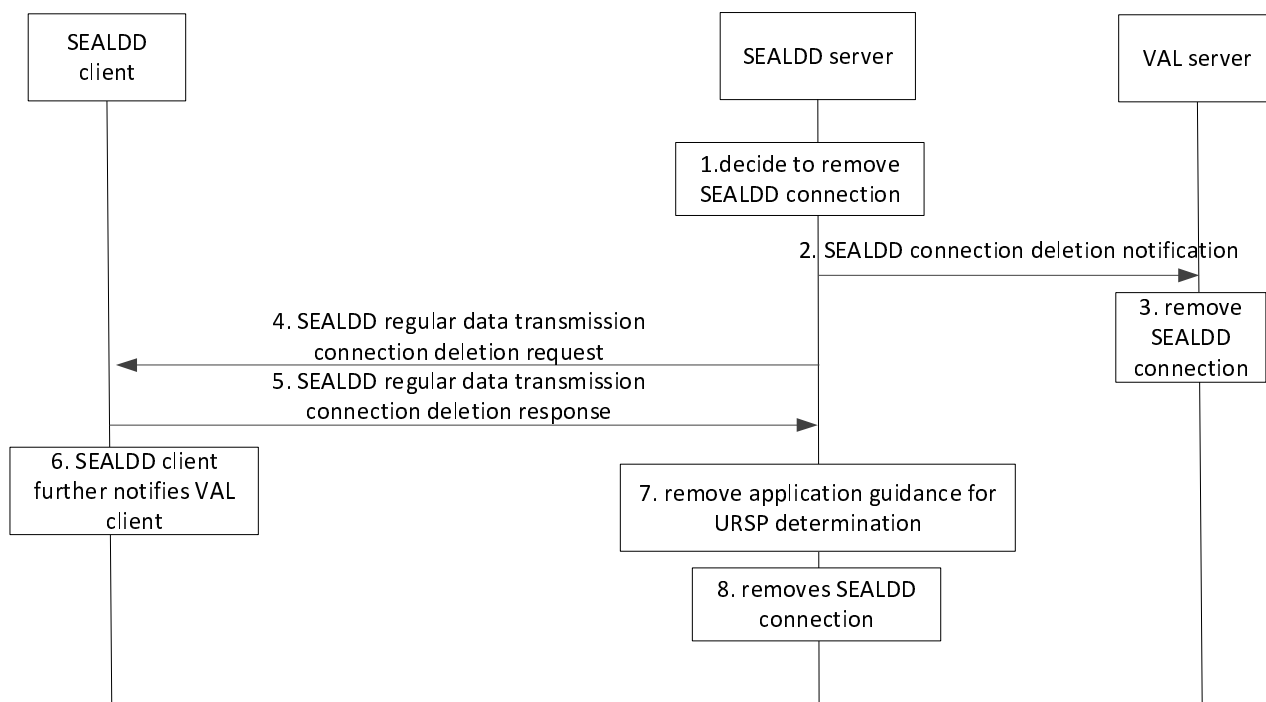 SEALDD
client
SEALDD server
VAL server
1.decide to remove
SEALDD connection
2. SEALDD connection deletion notification
3. remove
SEALDD
connection
4. SEALDD regular data transmission
connection deletion request
5. SEALDD regular data transmission
connection deletion response
6. SEALDD client
further notifies VAL
client
7. remove application guidance for
URSP determination
8. removes SEALDD
connection